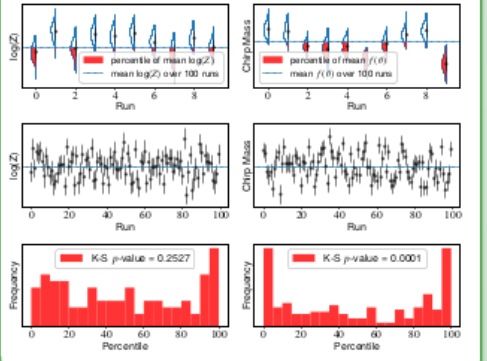 log(Z)
percentile of mean log(Z)
mean log(Z) over 100 runs
0 2 4 6 8
Run
Chirp Mass
percentile of mean f(θ)
mean f(θ) over 100 runs
0 2 4 6 8
Run
log(Z)
0 20 40 60 80 100
Run
Chirp Mass
0 20 40 60 80 100
Run
Frequency
K-S p-value = 0.2527
0 20 40 60 80 100
Percentile
Frequency
K-S p-value = 0.0001
0 20 40 60 80 100
Percentile